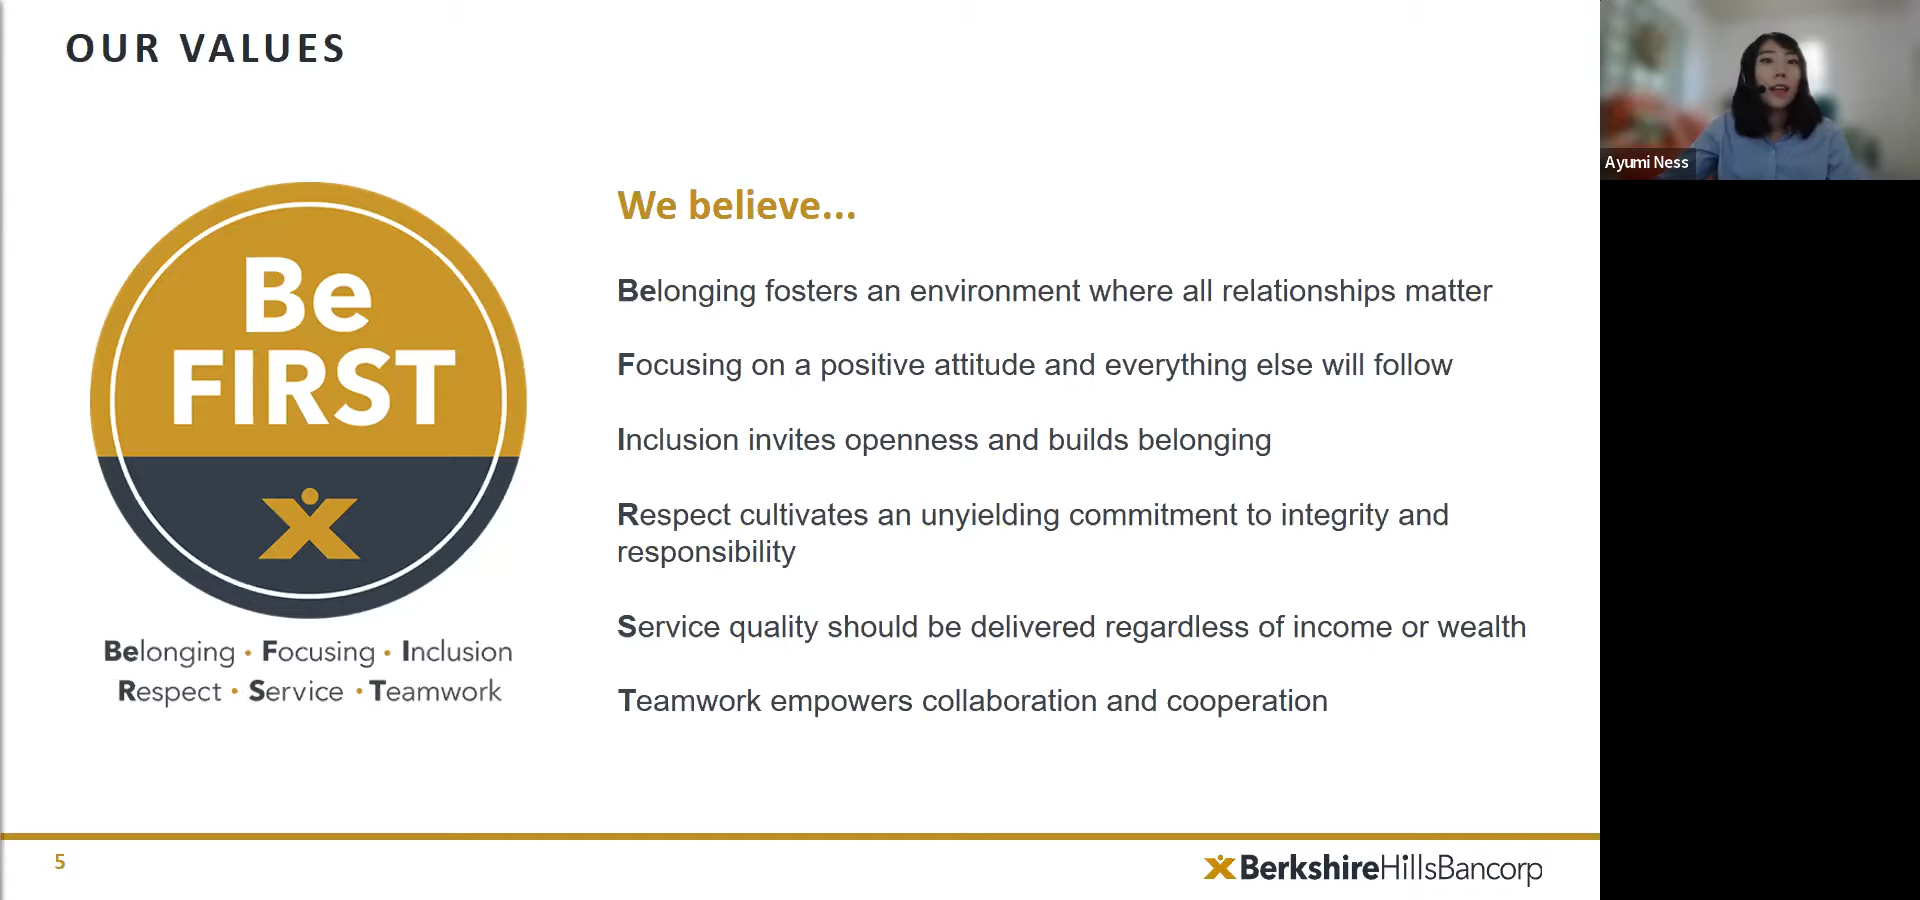 OUR VALUES
Be
FIRST
Belonging • Focusing • Inclusion
Respect • Service • Teamwork
We believe...
Belonging fosters an environment where all relationships matter
Focusing on a positive attitude and everything else will follow
Inclusion invites openness and builds belonging
Respect cultivates an unyielding commitment to integrity and
responsibility
Service quality should be delivered regardless of income or wealth
Teamwork empowers collaboration and cooperation
5
BerkshireHillsBancorp
Ayumi Ness